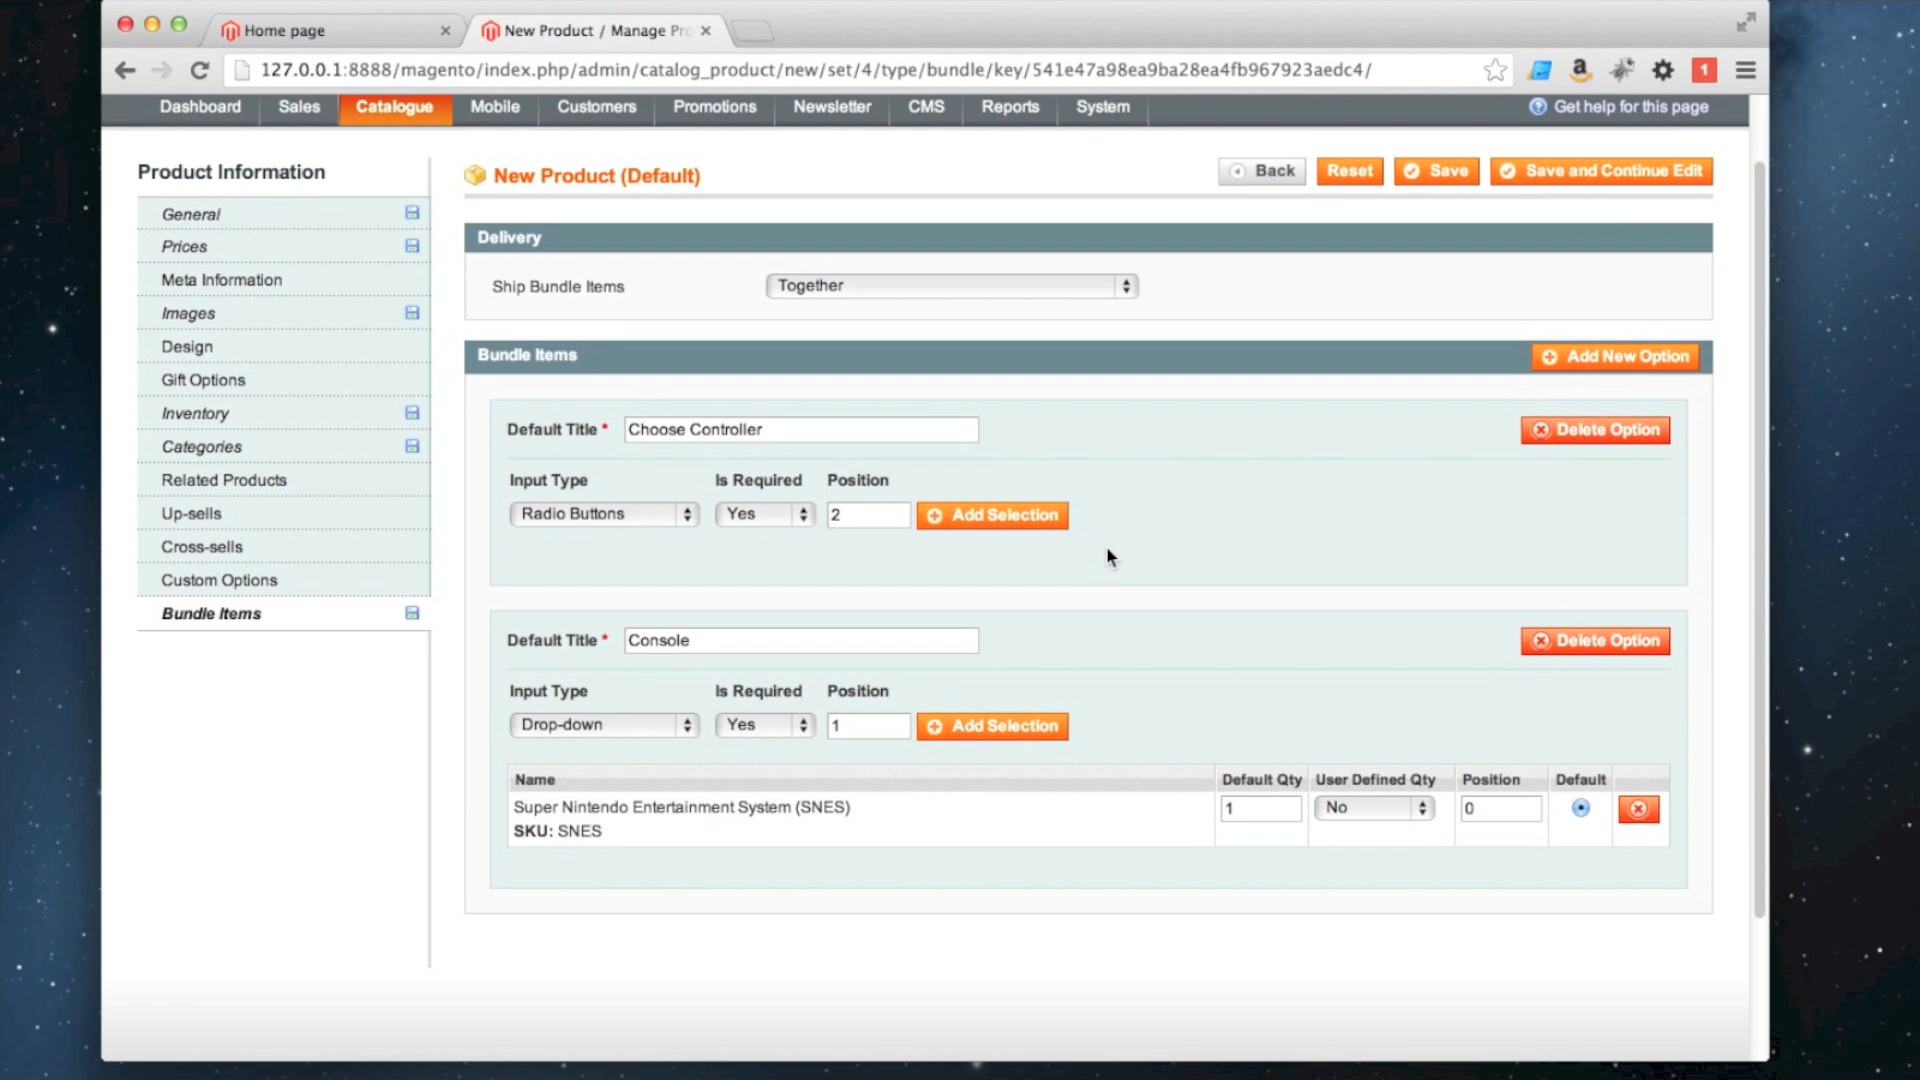 Home page
New Product / Manage Pro
127.0.0.1:8888/magento/index.php/admin/catalog_product/new/set/4/type/bundle/key/541e47a98ea9ba28ea4fb967923aedc4/
a
1
Dashboard Sales Catalogue Mobile Customers Promotions Newsletter CMS Reports System Get help for this page
Product Information
General
Prices
Meta Information
Images
Design
Gift Options
Inventory
Categories
Related Products
Up-sells
Cross-sells
Custom Options
Bundle Items
New Product (Default)
Back Reset Save Save and Continue Edit
Delivery
Ship Bundle Items Together
Bundle Items Add New Option
Default Title * Choose Controller Delete Option
Input Type Is Required Position
Radio Buttons Yes 2 Add Selection
Default Title * Console Delete Option
Input Type Is Required Position
Drop-down Yes 1 Add Selection
Name Default Qty User Defined Qty Position Default
Super Nintendo Entertainment System (SNES) 1 No 0
SKU: SNES